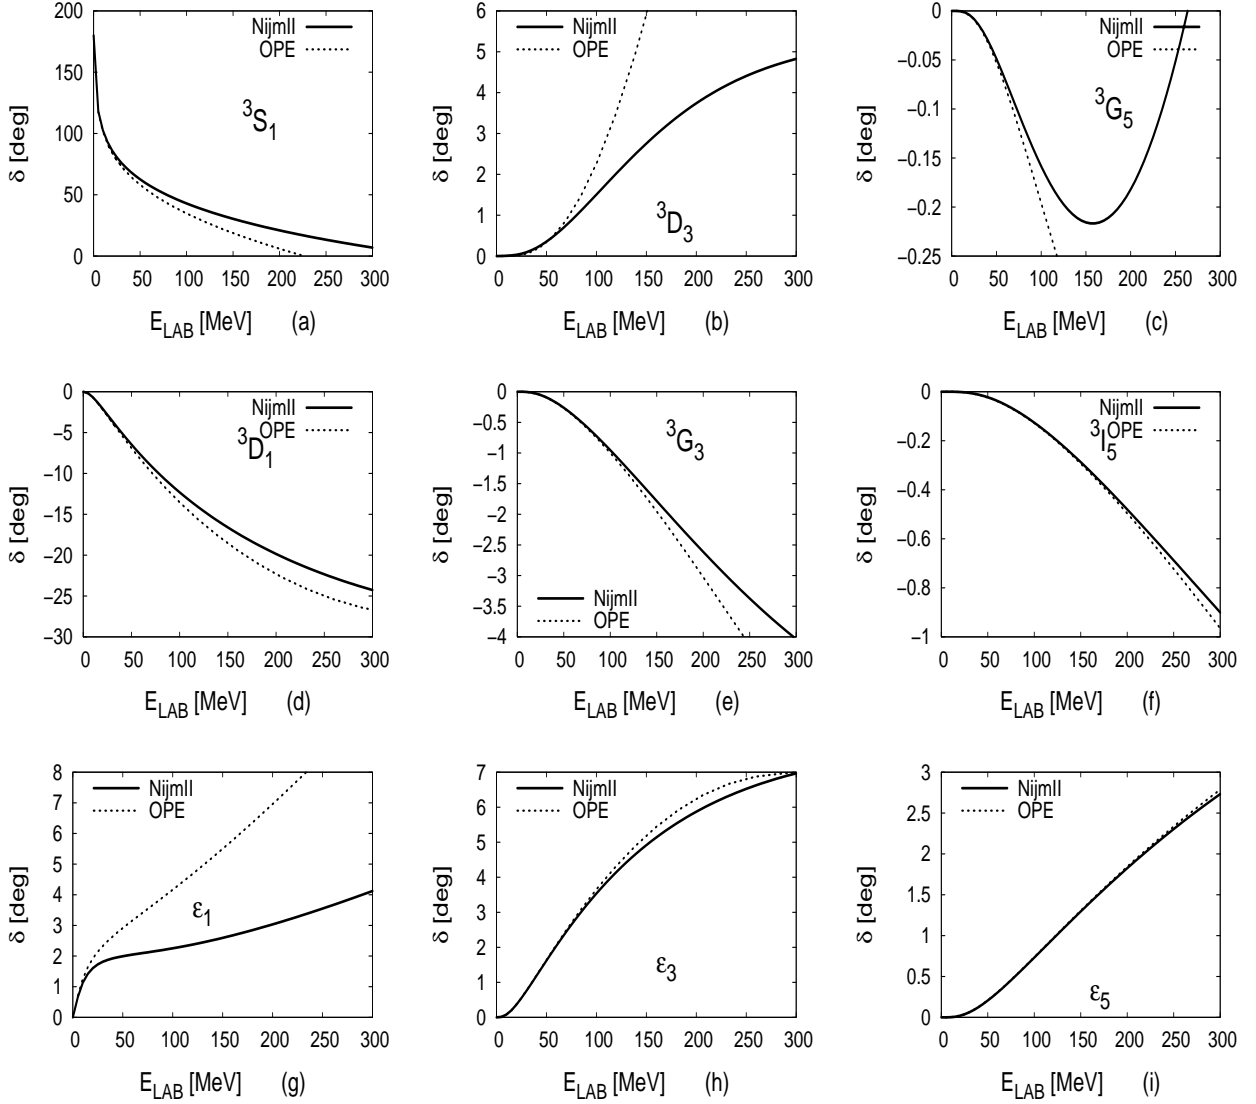 200
150
100
50
0
0 50 100 150 200 250 300
δ [deg]
NijmII
OPE
³S₁
E_LAB [MeV] (a)
6
5
4
3
2
1
0
0 50 100 150 200 250 300
δ [deg]
NijmII
OPE
³D₃
E_LAB [MeV] (b)
0
−0.05
−0.1
−0.15
−0.2
−0.25
0 50 100 150 200 250 300
δ [deg]
NijmII
OPE
³G₅
E_LAB [MeV] (c)
0
−5
−10
−15
−20
−25
−30
0 50 100 150 200 250 300
δ [deg]
NijmII
OPE
³D₁
E_LAB [MeV] (d)
0
−0.5
−1
−1.5
−2
−2.5
−3
−3.5
−4
0 50 100 150 200 250 300
δ [deg]
³G₃
NijmII
OPE
E_LAB [MeV] (e)
0
−0.2
−0.4
−0.6
−0.8
−1
0 50 100 150 200 250 300
δ [deg]
NijmII
OPE
³I₅
E_LAB [MeV] (f)
8
7
6
5
4
3
2
1
0
0 50 100 150 200 250 300
δ [deg]
NijmII
OPE
ε₁
E_LAB [MeV] (g)
7
6
5
4
3
2
1
0
0 50 100 150 200 250 300
δ [deg]
NijmII
OPE
ε₃
E_LAB [MeV] (h)
3
2.5
2
1.5
1
0.5
0
0 50 100 150 200 250 300
δ [deg]
NijmII
OPE
ε₅
E_LAB [MeV] (i)